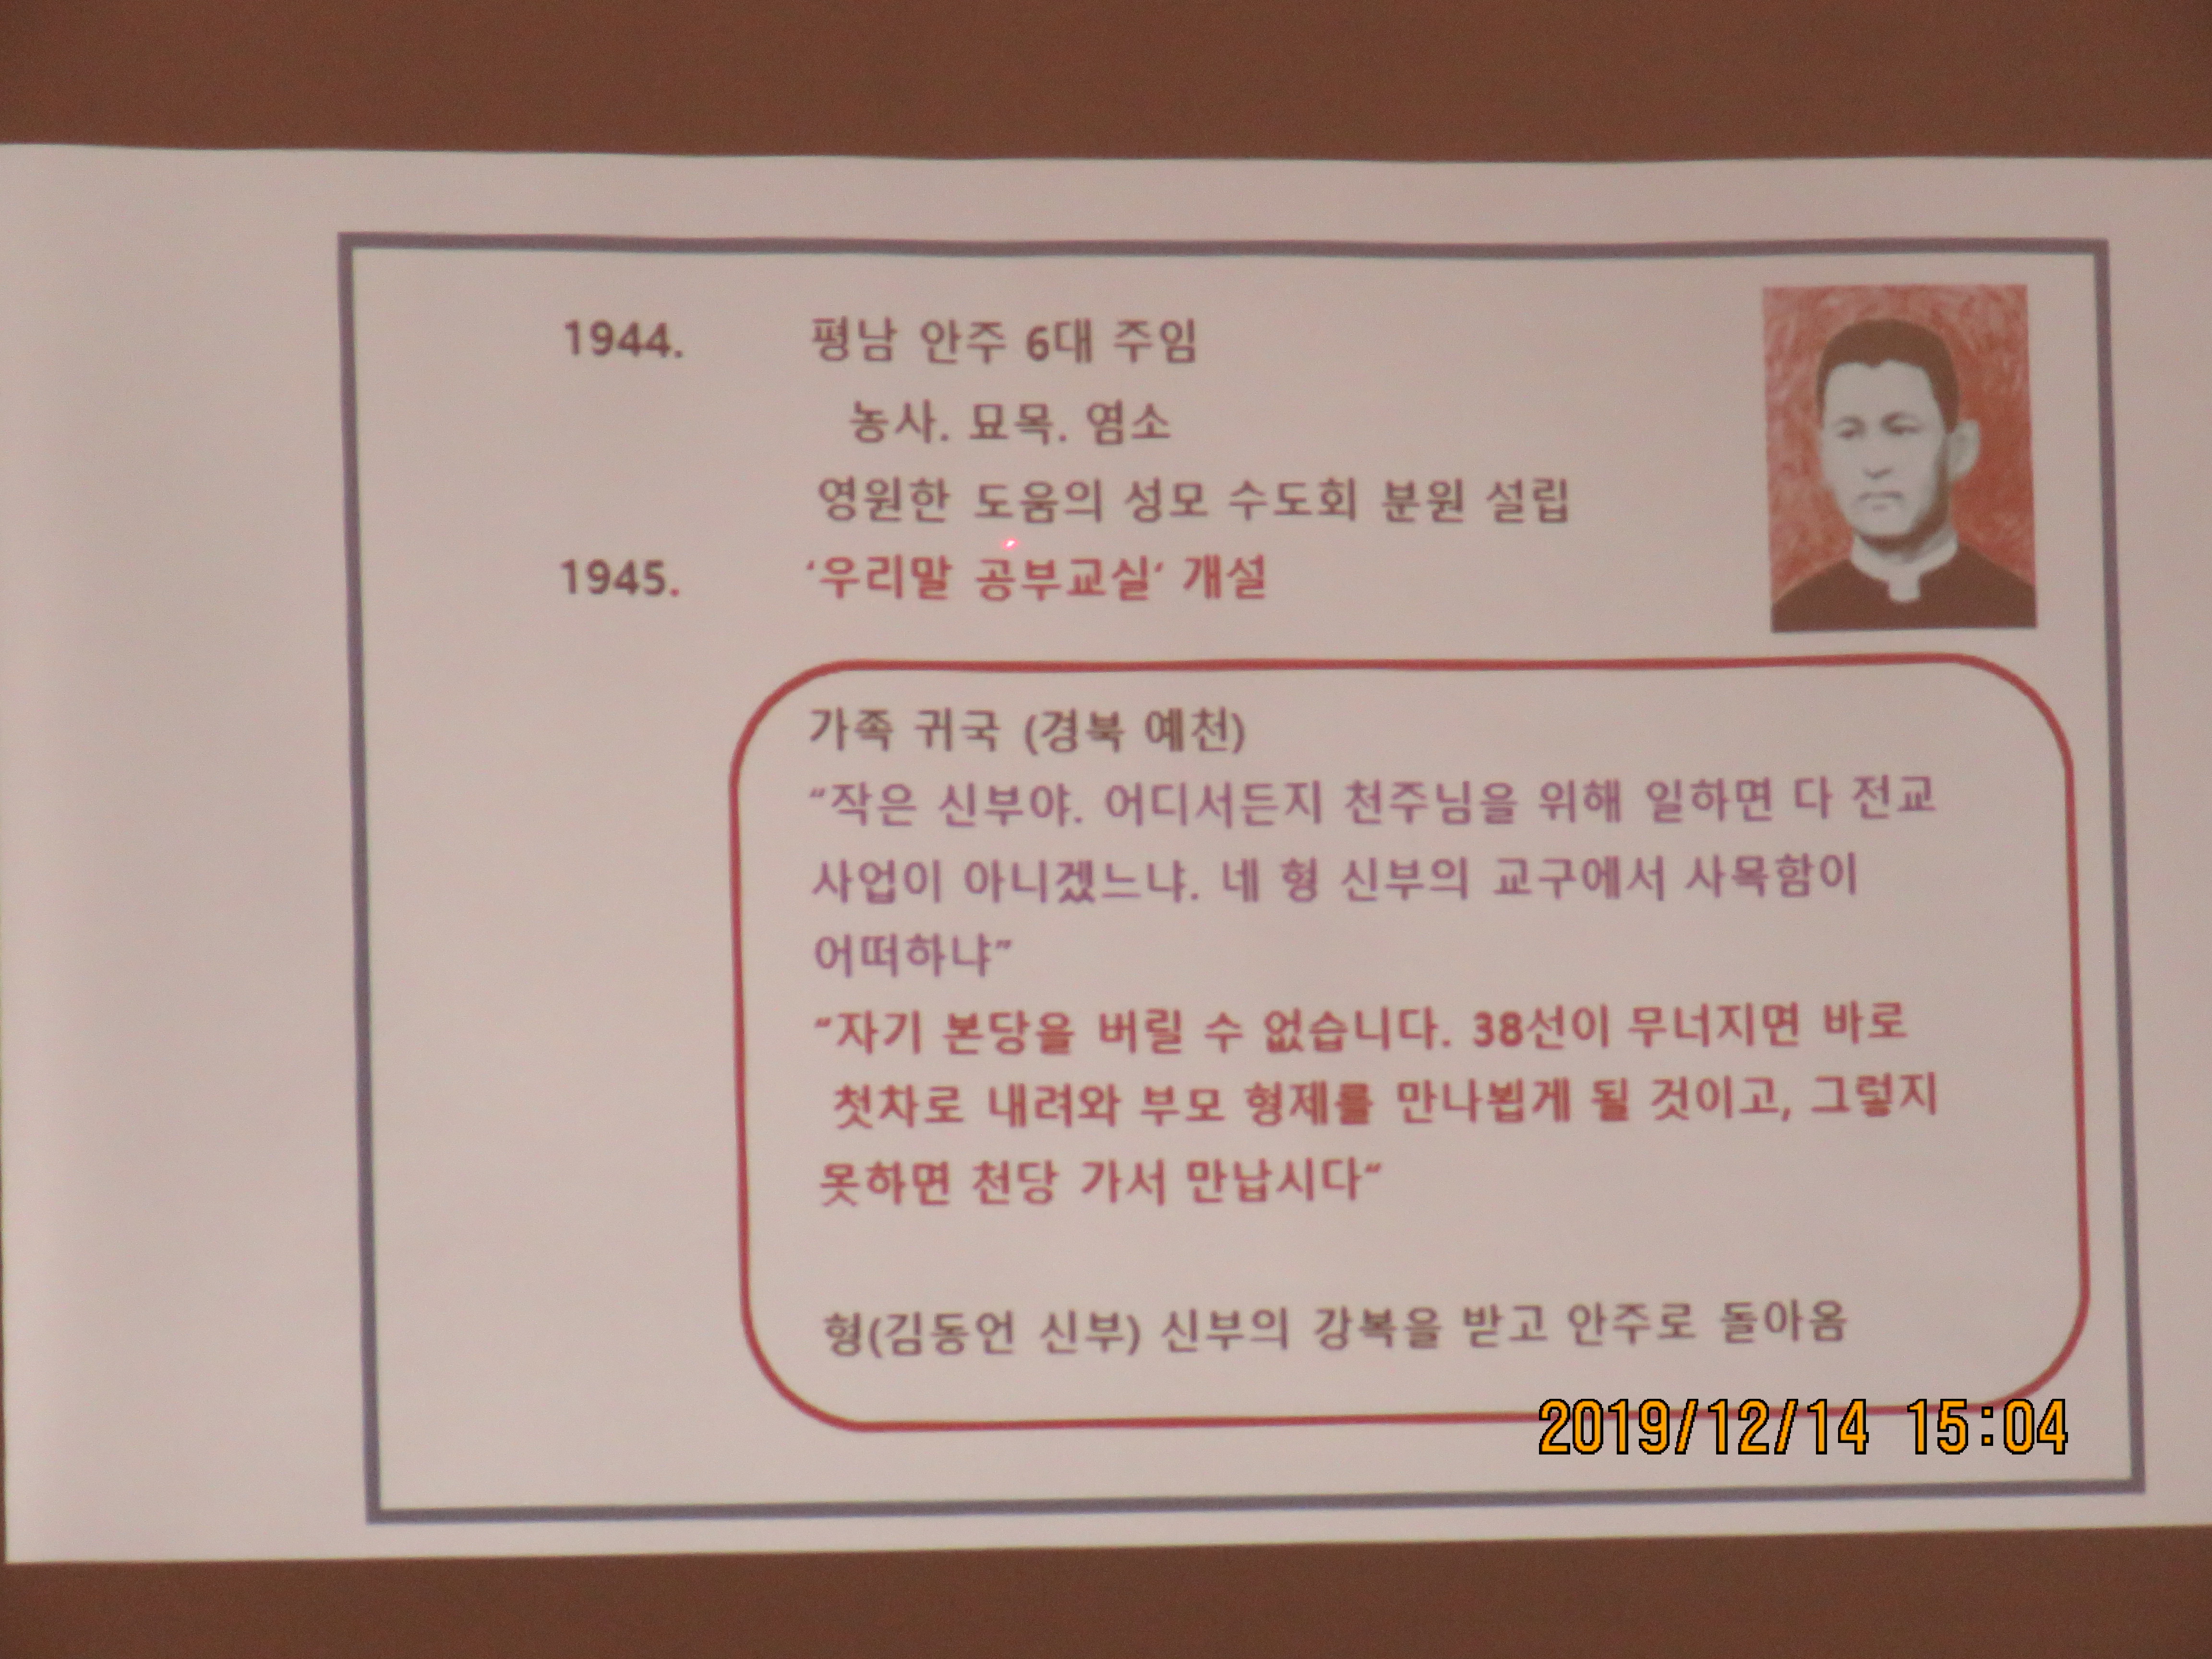 1944. 평남 안주 6대 주임
농사. 묘목. 염소
영원한 도움의 성모 수도회 분원 설립
1945. ‘우리말 공부교실‘ 개설
가족 귀국 (경북 예천)
“작은 신부야. 어디서든지 천주님을 위해 일하면 다 전교
사업이 아니겠느냐. 네 형 신부의 교구에서 사목함이
어떠하냐”
“자기 본당을 버릴 수 없습니다. 38선이 무너지면 바로
첫차로 내려와 부모 형제를 만나뵙게 될 것이고, 그렇지
못하면 천당 가서 만납시다“
형(김동언 신부) 신부의 강복을 받고 안주로 돌아옴
2019/12/14 15:04